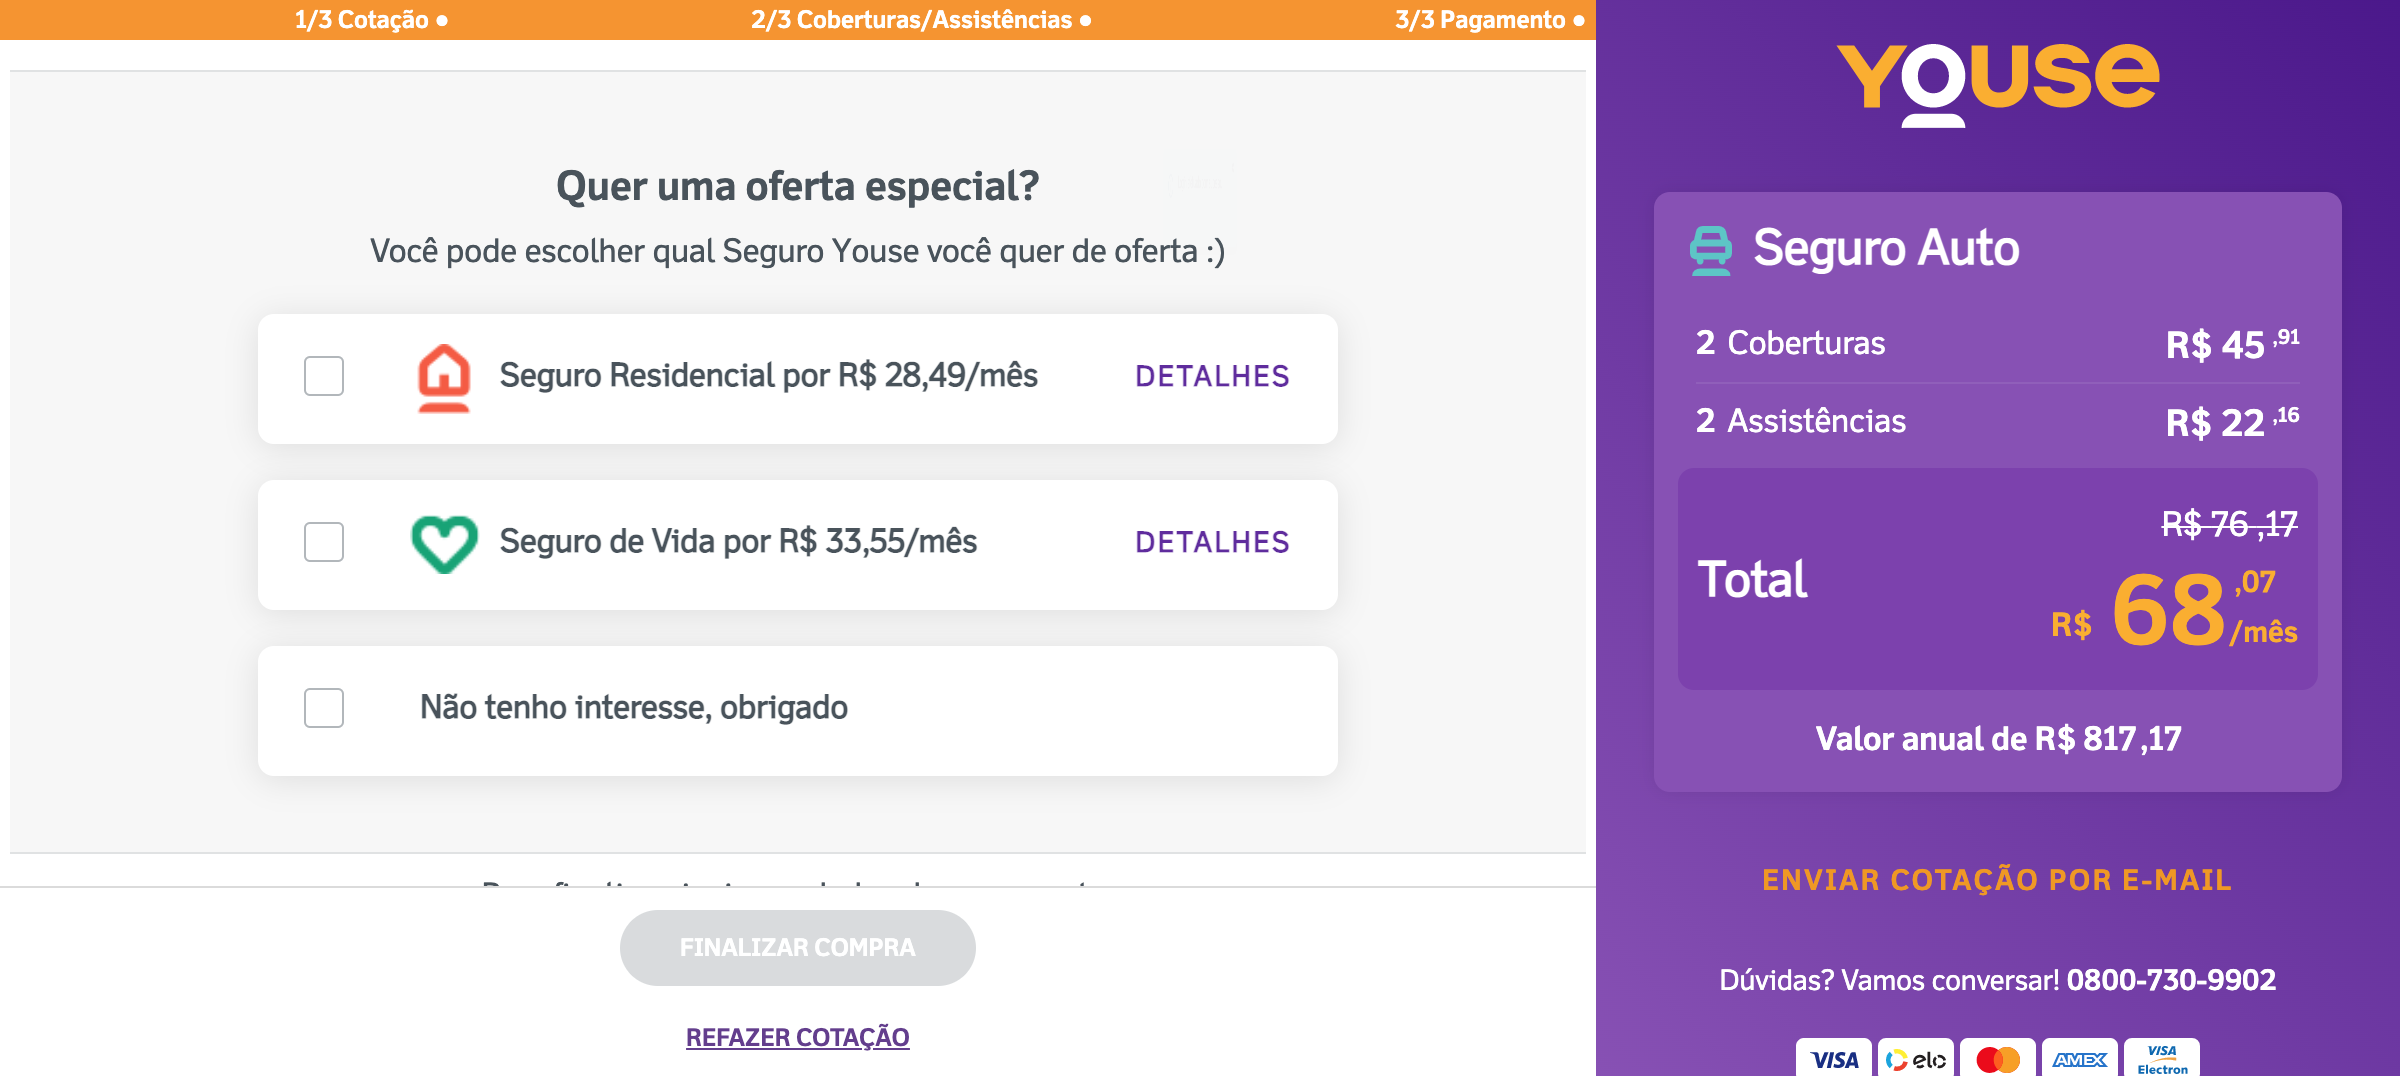 1/3 Cotação ●
2/3 Coberturas/Assistências ●
3/3 Pagamento ●
Quer uma oferta especial?
Você pode escolher qual Seguro Youse você quer de oferta :)
Seguro Residencial por R$ 28,49/mês
DETALHES
Seguro de Vida por R$ 33,55/mês
DETALHES
Não tenho interesse, obrigado
FINALIZAR COMPRA
REFAZER COTAÇÃO
YOUSE
Seguro Auto
2 Coberturas R$ 45 ,91
2 Assistências R$ 22 ,16
R$ 76 ,17
Total
R$ 68 ,07 /mês
Valor anual de R$ 817,17
ENVIAR COTAÇÃO POR E-MAIL
Dúvidas? Vamos conversar! 0800-730-9902
VISA
elo
AMEX
VISA
Electron